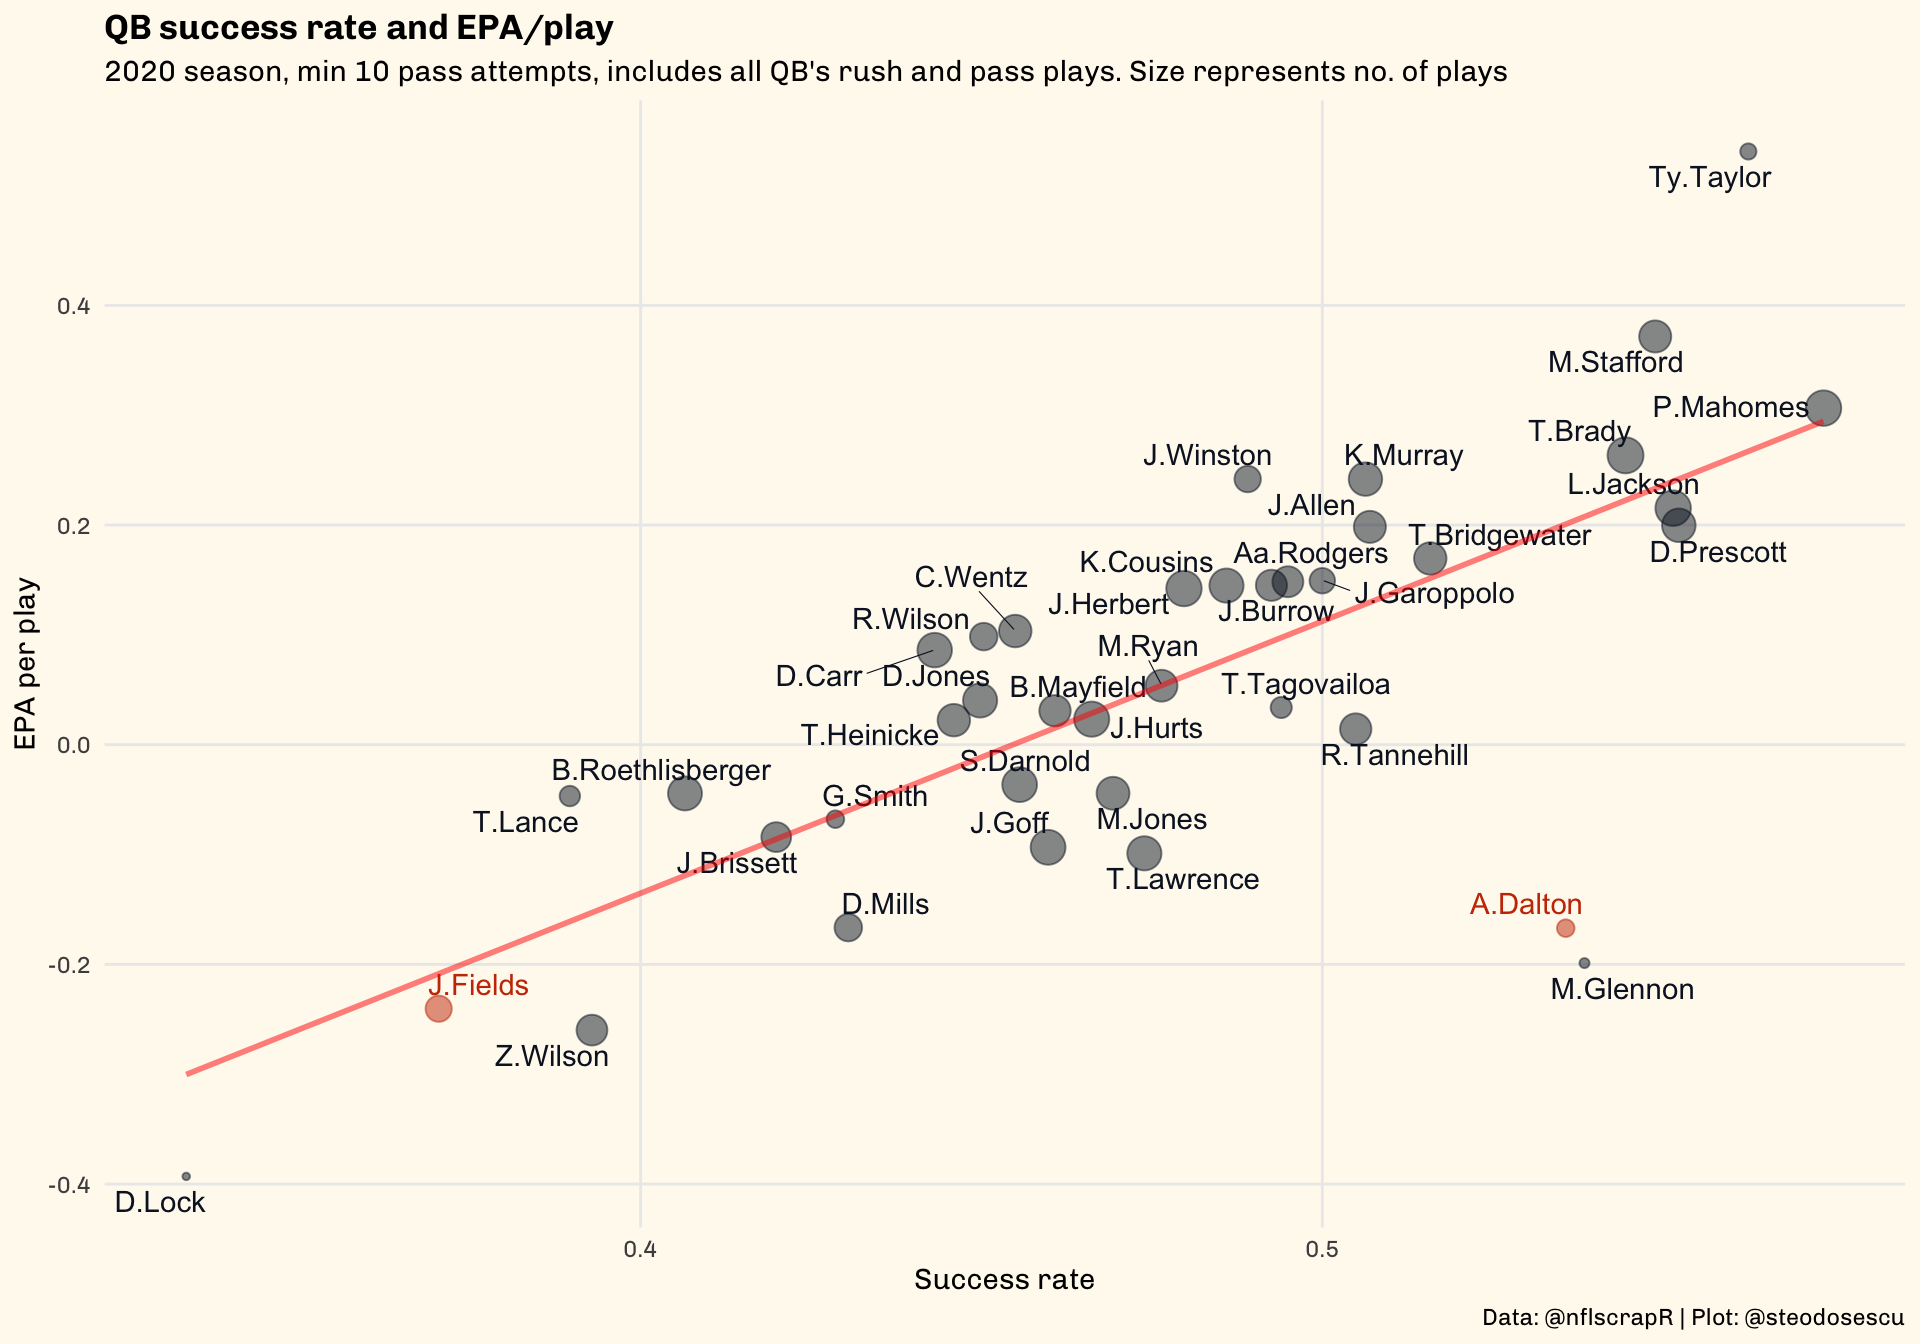 QB success rate and EPA/play
2020 season, min 10 pass attempts, includes all QB's rush and pass plays. Size represents no. of plays
Ty.Taylor
0.4
M.Stafford
P.Mahomes
T.Brady
J.Winston
K.Murray
L.Jackson
J.Allen
0.2
T.Bridgewater
D.Prescott
Aa.Rodgers
K.Cousins
C.Wentz
J.Garoppolo
J.Herbert
J.Burrow
R.Wilson
M.Ryan
D.Carr
D.Jones
B.Mayfield
T.Tagovailoa
J.Hurts
T.Heinicke
0.0
R.Tannehill
S.Darnold
B.Roethlisberger
G.Smith
T.Lance
J.Goff
M.Jones
J.Brissett
T.Lawrence
D.Mills
A.Dalton
-0.2
J.Fields
M.Glennon
Z.Wilson
-0.4
D.Lock
EPA per play
0.4
0.5
Success rate
Data: @nflscrapR | Plot: @steodosescu